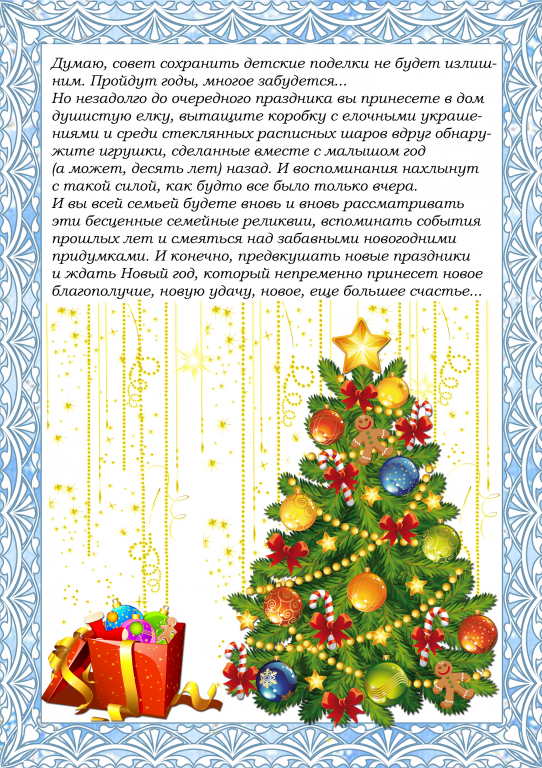 Думаю, совет сохранить детские поделки не будет излиш-
ним. Пройдут годы, многое забудется...
Но незадолго до очередного праздника вы принесете в дом
душистую елку, вытащите коробку с елочными украше-
ниями и среди стеклянных расписных шаров вдруг обнару-
жите игрушки, сделанные вместе с малышом год
(а может, десять лет) назад. И воспоминания нахлынут
с такой силой, как будто все было только вчера.
И вы всей семьей будете вновь и вновь рассматривать
эти бесценные семейные реликвии, вспоминать события
прошлых лет и смеяться над забавными новогодними
придумками. И конечно, предвкушать новые праздники
и ждать Новый год, который непременно принесет новое
благополучие, новую удачу, новое, еще большее счастье...